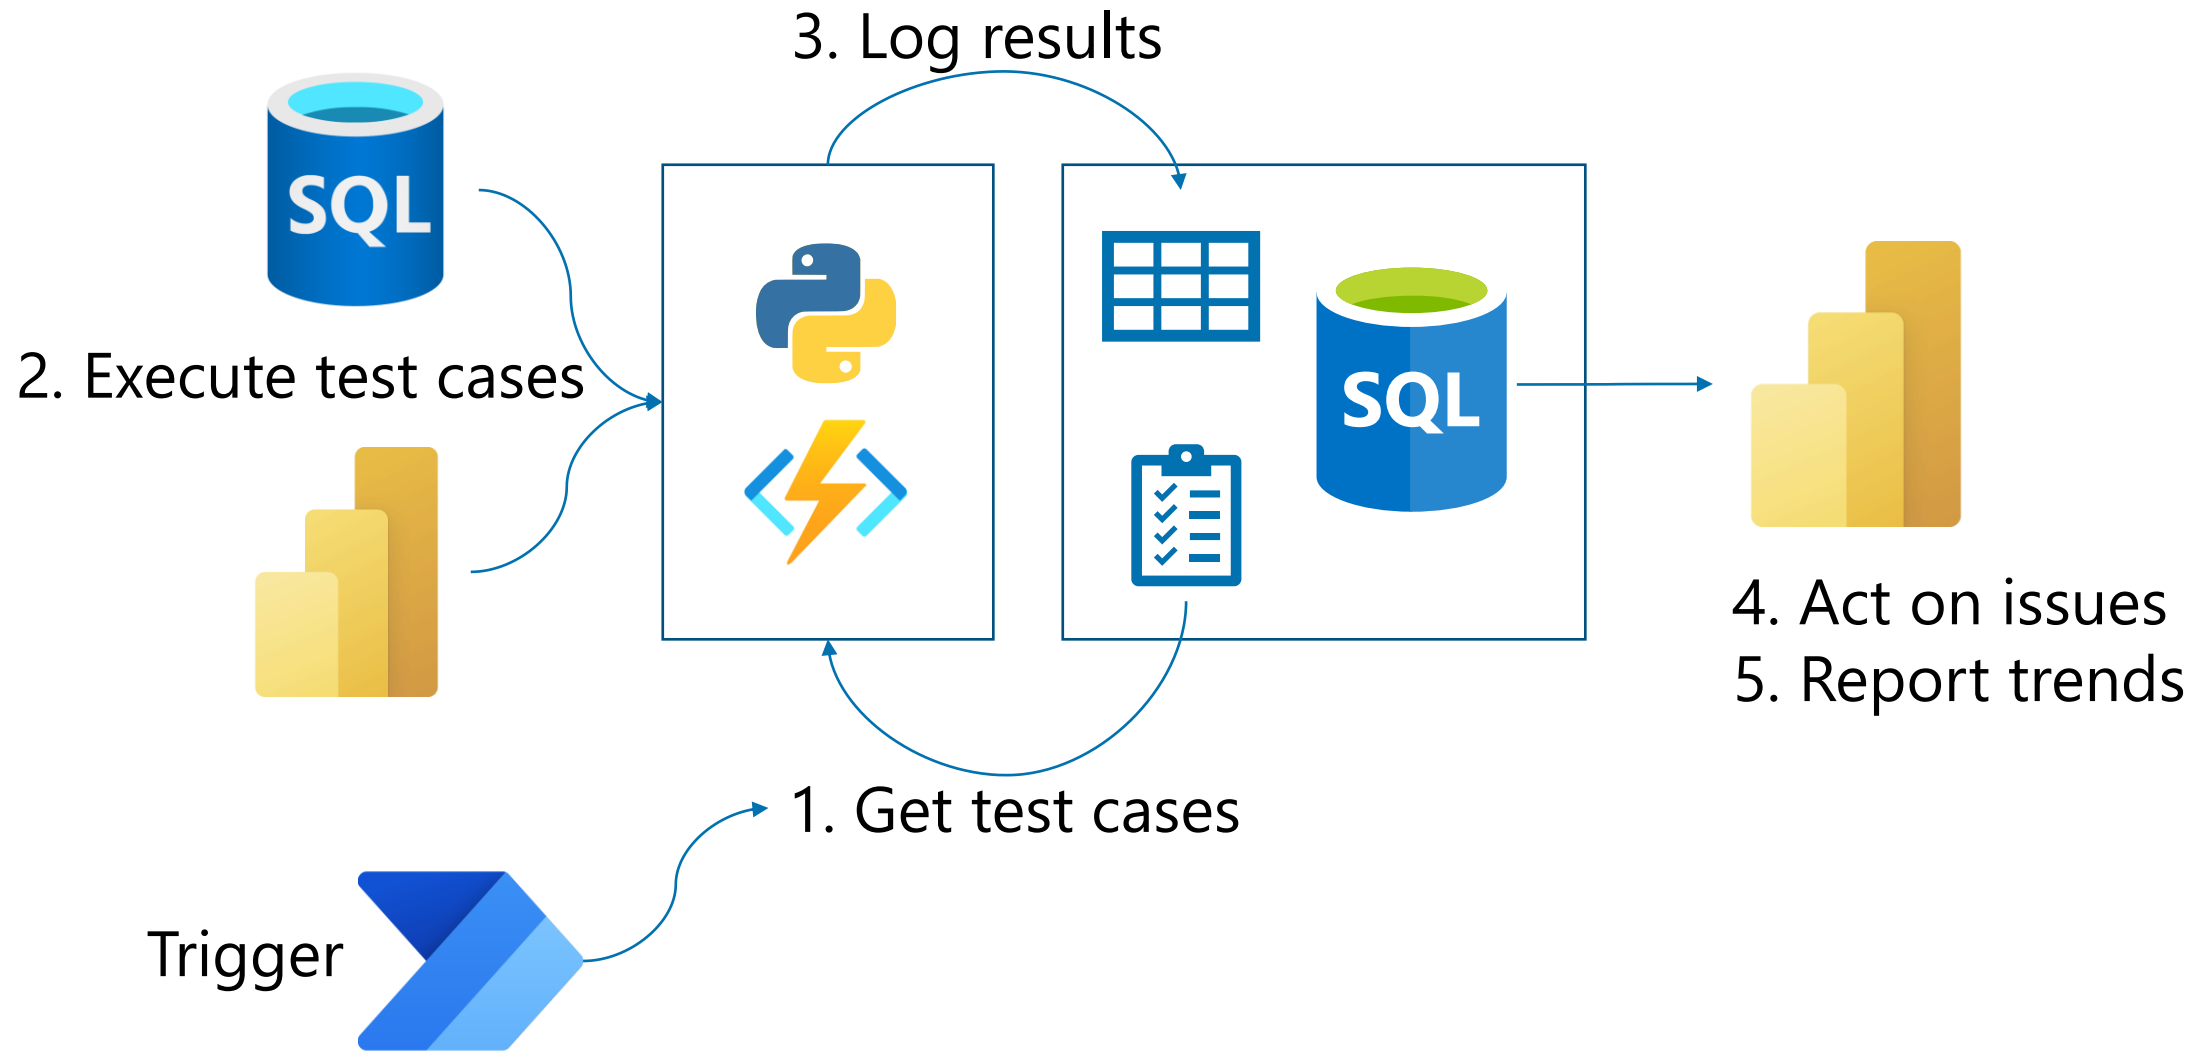 3. Log results
SQL
2. Execute test cases
SQL
4. Act on issues
5. Report trends
1. Get test cases
Trigger